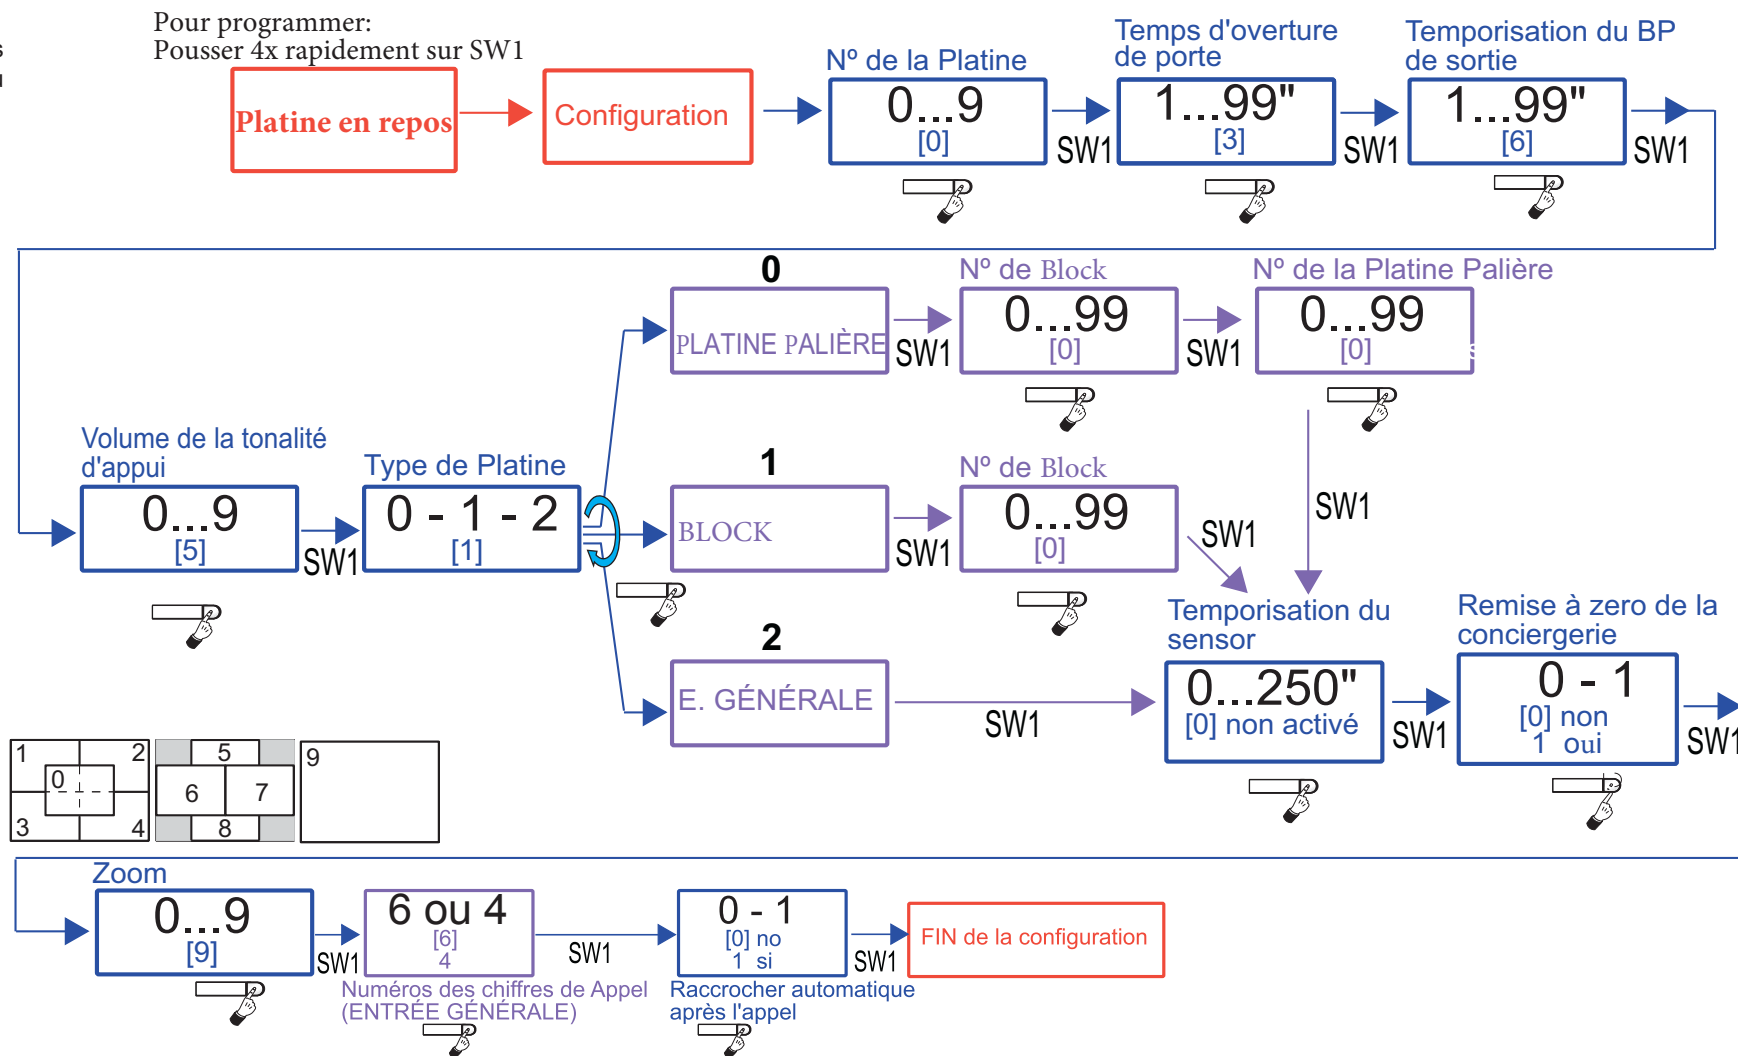 Pour programmer:
Pousser 4x rapidement sur SW1
s
Platine en repos
Configuration
Nº de la Platine
0...9
[0]
SW1
Temps d'overture
de porte
1...99"
[3]
SW1
Temporisation du BP
de sortie
1...99"
[6]
SW1
Volume de la tonalité
d'appui
0...9
[5]
SW1
Type de Platine
0 - 1 - 2
[1]
0
PLATINE PALIÈRE
SW1
Nº de Block
0...99
[0]
SW1
Nº de la Platine Palière
0...99
[0]
SW1
1
BLOCK
SW1
Nº de Block
0...99
[0]
SW1
2
E. GÉNÉRALE
SW1
Temporisation du
sensor
0...250"
[0] non activé
SW1
Remise à zero de la
conciergerie
0 - 1
[0] non
1 oui
SW1
1 2
0
3 4
5
6 7
8
9
Zoom
0...9
[9]
SW1
6 ou 4
[6]
4
Numéros des chiffres de Appel
(ENTRÉE GÉNÉRALE)
SW1
0 - 1
[0] no
1 si
Raccrocher automatique
après l'appel
SW1
FIN de la configuration